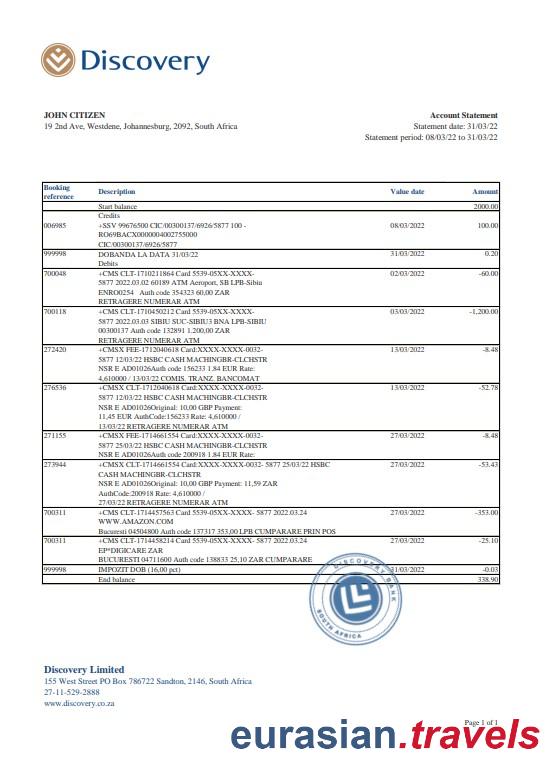 Discovery
JOHN CITIZEN
19 2nd Ave, Westdene, Johannesburg, 2092, South Africa
Account Statement
Statement date: 31/03/22
Statement period: 08/03/22 to 31/03/22
Booking reference Description Value date Amount
Start balance 2000.00
Credits
006985 +SSV 99676500 CIC/00300137/6926/5877 100 - 08/03/2022 100.00
RO69BACX0000004002755000
CIC/00300137/6926/5877
999998 DOBANDA LA DATA 31/03/22 31/03/2022 0.20
Debits
700048 +CMS CLT-1710211864 Card 5539-05XX-XXXX- 02/03/2022 -60.00
5877 2022.03.02 60189 ATM Aeroport, SB LPB-Sibiu
ENRO0254 Auth code 354323 60,00 ZAR
RETRAGERE NUMERAR ATM
700118 +CMS CLT-1710450212 Card 5539-05XX-XXXX- 03/03/2022 -1,200.00
5877 2022.03.03 SIBIU SUC-SIBIU3 BNA LPB-SIBIU
00300137 Auth code 132891 1.200,00 ZAR
RETRAGERE NUMERAR ATM
272420 +CMSX FEE-1712040618 Card:XXXX-XXXX-0032- 13/03/2022 -8.48
5877 12/03/22 HSBC CASH MACHINGBR-CLCHSTR
NSR E AD01026Auth code 156233 1.84 EUR Rate:
4,610000 / 13/03/22 COMIS. TRANZ. BANCOMAT
276536 +CMSX CLT-1712040618 Card:XXXX-XXXX-0032- 13/03/2022 -52.78
5877 12/03/22 HSBC CASH MACHINGBR-CLCHSTR
NSR E AD01026Original: 10,00 GBP Payment:
11,45 EUR AuthCode:156233 Rate: 4,610000 /
13/03/22 RETRAGERE NUMERAR ATM
271155 +CMSX FEE-1714661554 Card:XXXX-XXXX-0032- 27/03/2022 -8.48
5877 25/03/22 HSBC CASH MACHINGBR-CLCHSTR
NSR E AD01026Auth code 200918 1.84 EUR Rate:
273944 +CMSX CLT-1714661554 Card:XXXX-XXXX-0032- 5877 25/03/22 HSBC 27/03/2022 -53.43
CASH MACHINGBR-CLCHSTR
NSR E AD01026Original: 10,00 GBP Payment: 11,59 ZAR
AuthCode:200918 Rate: 4,610000 /
27/03/22 RETRAGERE NUMERAR ATM
700311 +CMS CLT-1714457563 Card 5539-05XX-XXXX- 5877 2022.03.24 27/03/2022 -353.00
WWW.AMAZON.COM
Bucuresti 04504800 Auth code 137317 353,00 LPB CUMPARARE PRIN POS
700311 +CMS CLT-1714458214 Card 5539-05XX-XXXX- 5877 2022.03.24 27/03/2022 -25.10
EP*DIGICARE ZAR
BUCURESTI 04711600 Auth code 138833 25,10 ZAR CUMPARARE
999998 IMPOZIT DOB (16,00 pct) 31/03/2022 -0.03
End balance 338.90
DISCOVERY BANK
SOUTH AFRICA
Discovery Limited
155 West Street PO Box 786722 Sandton, 2146, South Africa
27-11-529-2888
www.discovery.co.za
Page 1 of 1
eurasian.travels